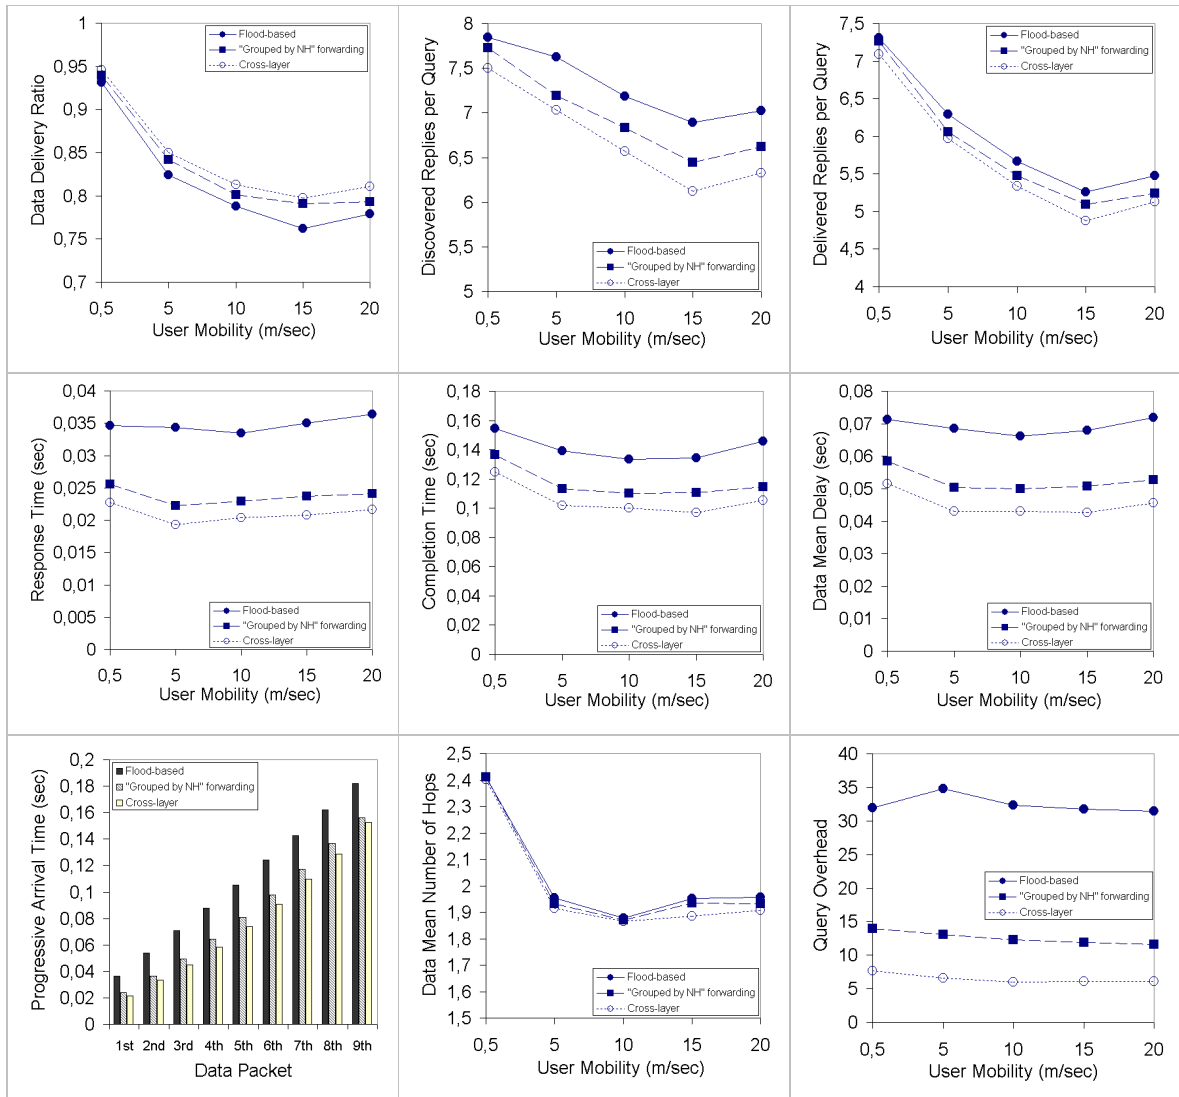 Data Delivery Ratio
1
0,95
0,9
0,85
0,8
0,75
0,7
Flood-based
"Grouped by NH" forwarding
Cross-layer
0,5 5 10 15 20
User Mobility (m/sec)
Discovered Replies per Query
8
7,5
7
6,5
6
5,5
5
Flood-based
"Grouped by NH" forwarding
Cross-layer
0,5 5 10 15 20
User Mobility (m/sec)
Delivered Replies per Query
7,5
7
6,5
6
5,5
5
4,5
4
Flood-based
"Grouped by NH" forwarding
Cross-layer
0,5 5 10 15 20
User Mobility (m/sec)
Response Time (sec)
0,04
0,035
0,03
0,025
0,02
0,015
0,01
0,005
0
Flood-based
"Grouped by NH" forwarding
Cross-layer
0,5 5 10 15 20
User Mobility (m/sec)
Completion Time (sec)
0,18
0,16
0,14
0,12
0,1
0,08
0,06
0,04
0,02
0
Flood-based
"Grouped by NH" forwarding
Cross-layer
0,5 5 10 15 20
User Mobility (m/sec)
Data Mean Delay (sec)
0,08
0,07
0,06
0,05
0,04
0,03
0,02
0,01
0
Flood-based
"Grouped by NH" forwarding
Cross-layer
0,5 5 10 15 20
User Mobility (m/sec)
Progressive Arrival Time (sec)
0,2
0,18
0,16
0,14
0,12
0,1
0,08
0,06
0,04
0,02
0
Flood-based
"Grouped by NH" forwarding
Cross-layer
1st 2nd 3rd 4th 5th 6th 7th 8th 9th
Data Packet
Data Mean Number of Hops
2,5
2,4
2,3
2,2
2,1
2
1,9
1,8
1,7
1,6
1,5
Flood-based
"Grouped by NH" forwarding
Cross-layer
0,5 5 10 15 20
User Mobility (m/sec)
Query Overhead
40
35
30
25
20
15
10
5
0
Flood-based
"Grouped by NH" forwarding
Cross-layer
0,5 5 10 15 20
User Mobility (m/sec)